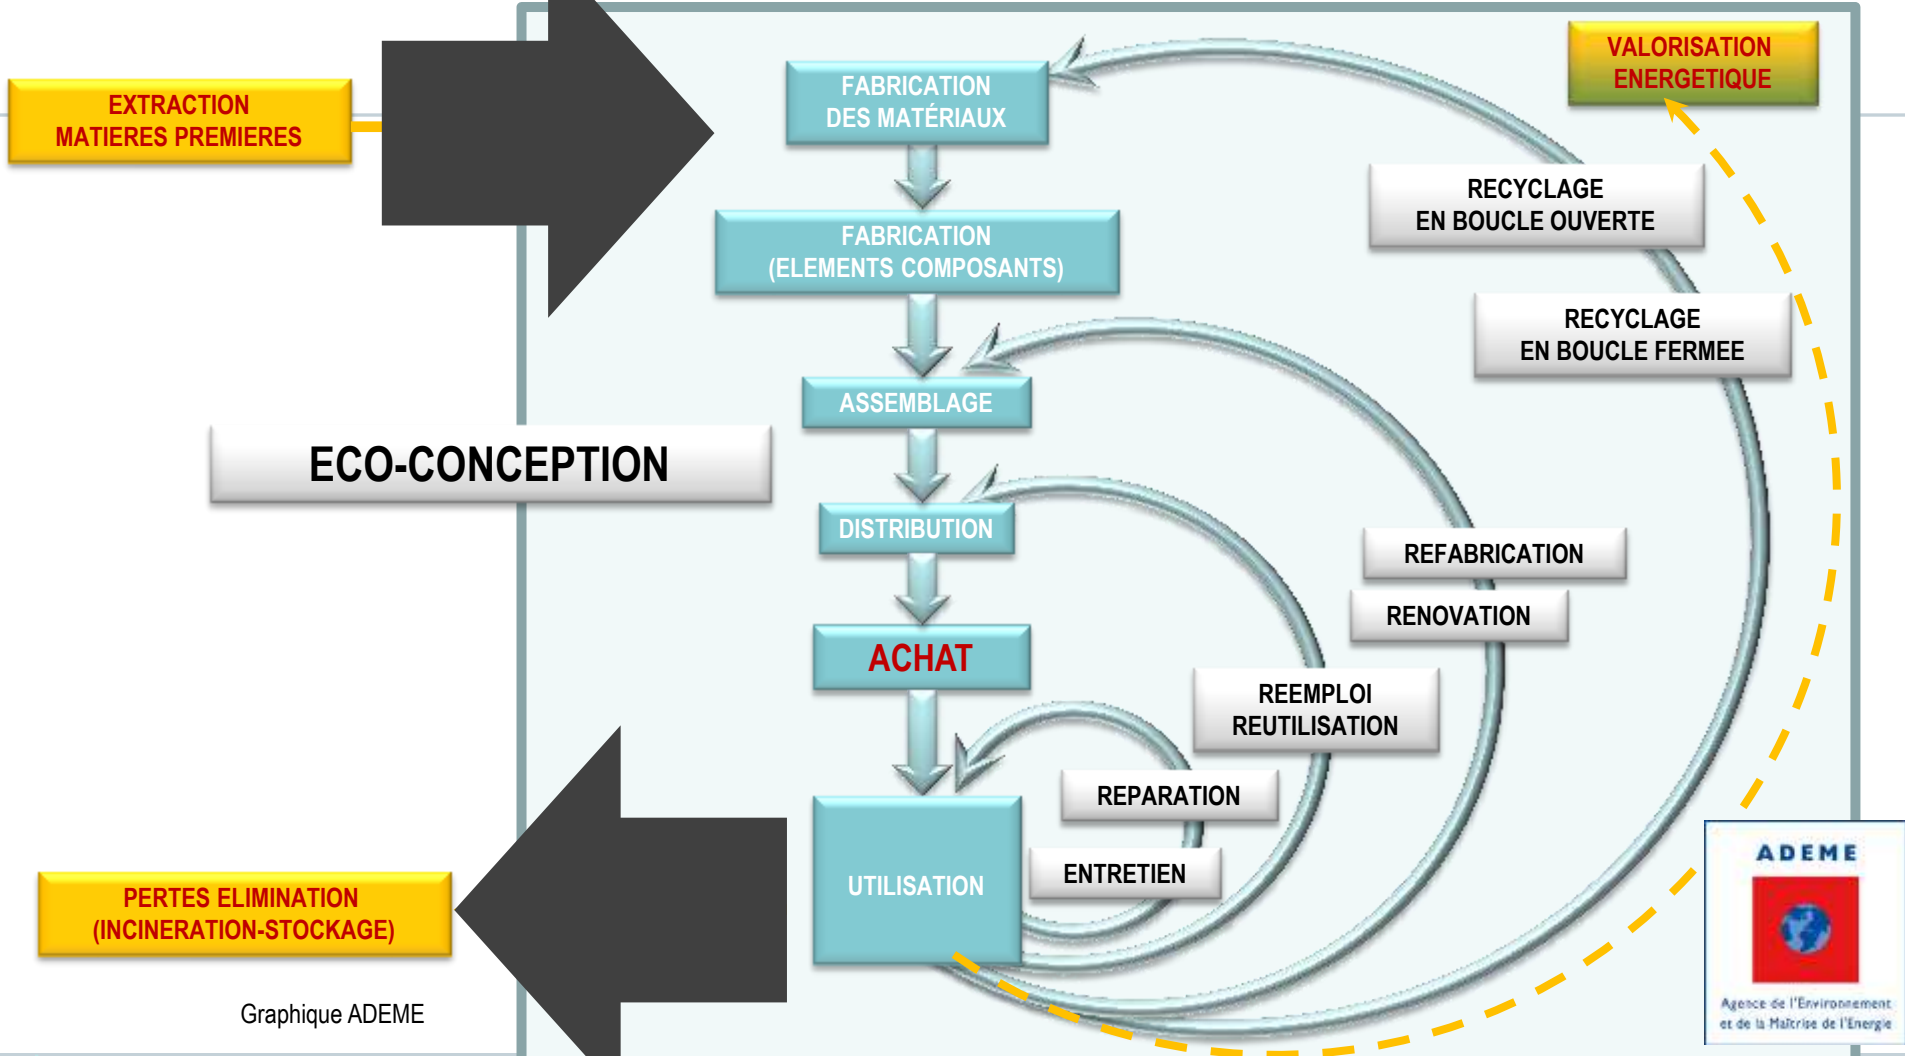 EXTRACTION
MATIERES PREMIERES
FABRICATION
DES MATÉRIAUX
VALORISATION
ENERGETIQUE
RECYCLAGE
EN BOUCLE OUVERTE
FABRICATION
(ELEMENTS COMPOSANTS)
RECYCLAGE
EN BOUCLE FERMEE
ASSEMBLAGE
ECO-CONCEPTION
DISTRIBUTION
REFABRICATION
RENOVATION
ACHAT
REEMPLOI
REUTILISATION
REPARATION
ENTRETIEN
UTILISATION
PERTES ELIMINATION
(INCINERATION-STOCKAGE)
Graphique ADEME
ADEME
Agence de l'Environnement
et de la Maîtrise de l'Energie